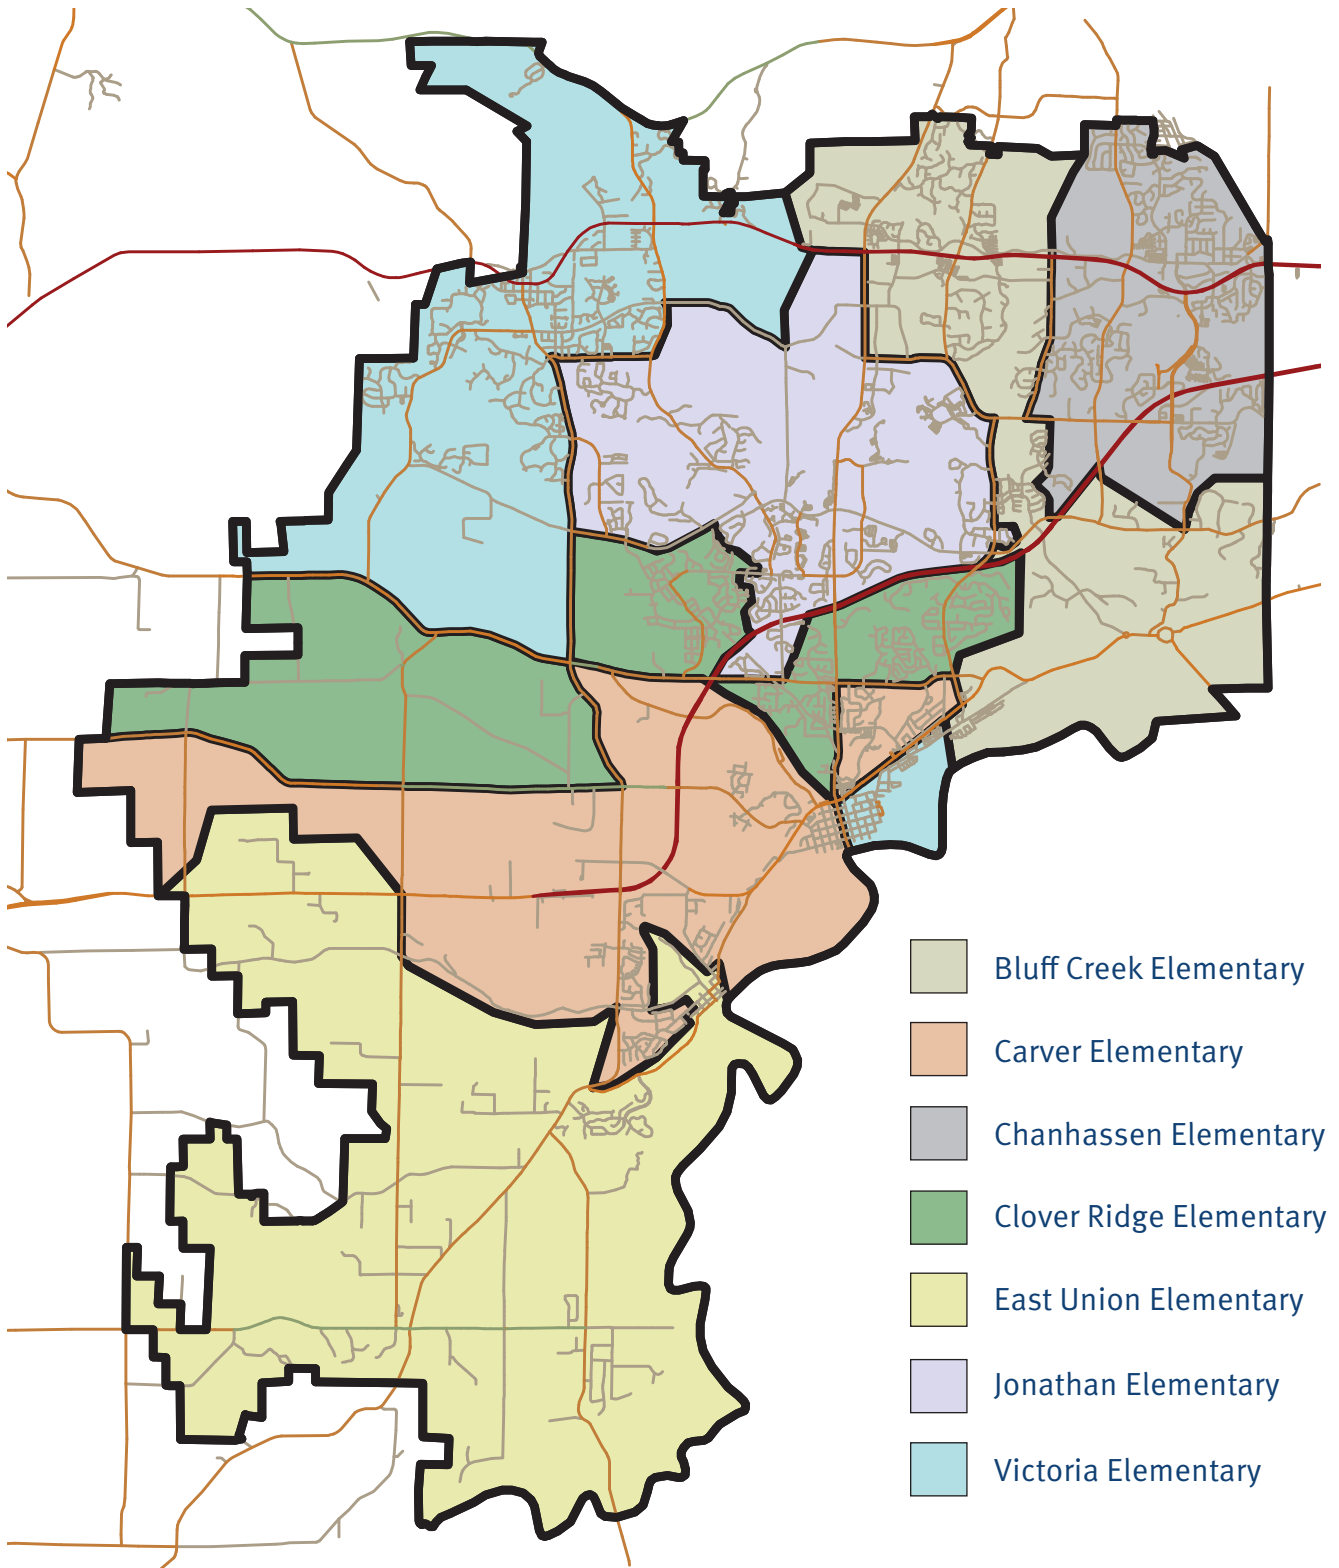 Bluff Creek Elementary
Carver Elementary
Chanhassen Elementary
Clover Ridge Elementary
East Union Elementary
Jonathan Elementary
Victoria Elementary